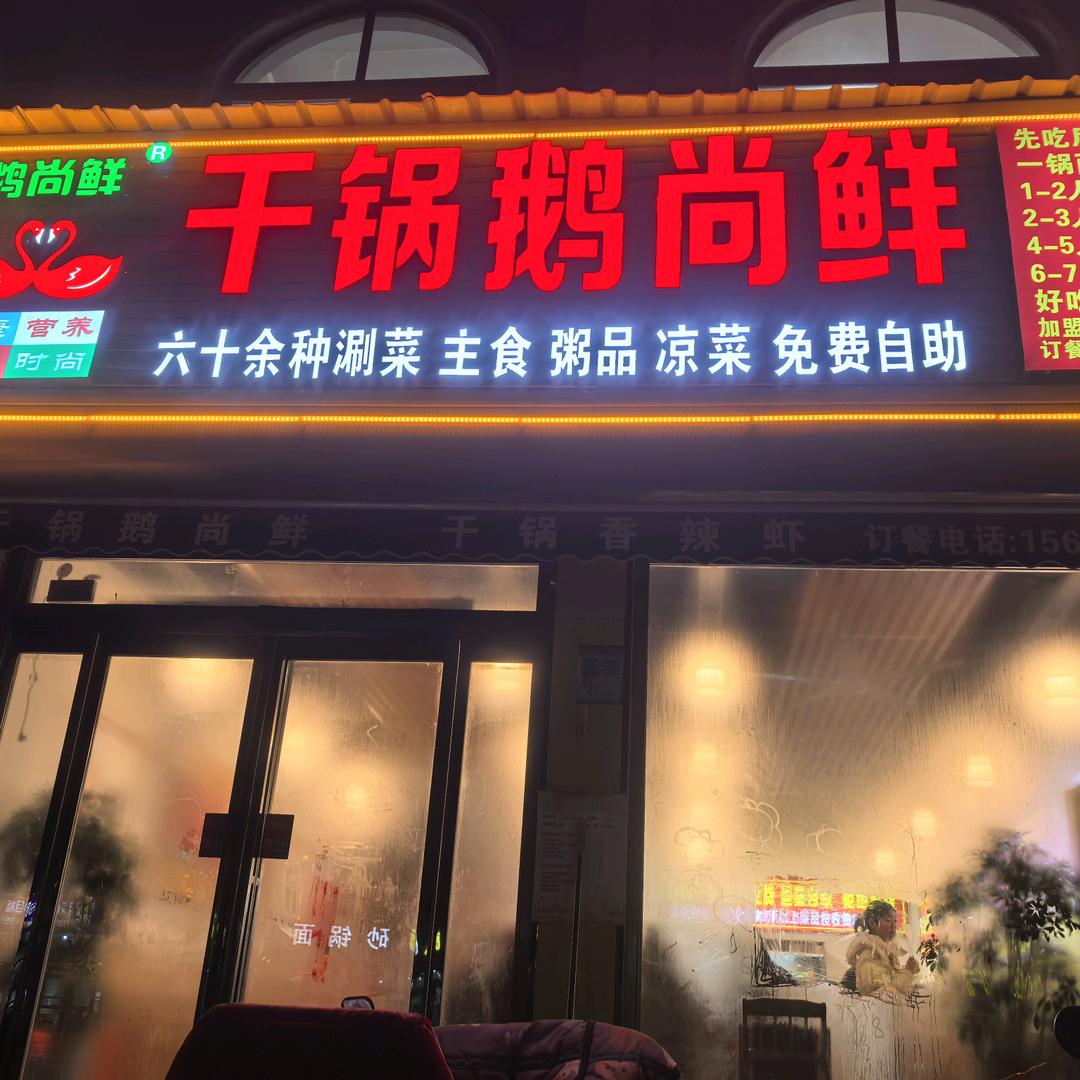 鹅尚鲜®
干锅鹅尚鲜
营养
时尚
六十余种涮菜 主食 粥品 凉菜 免费自助
先吃
一锅
1-2人
2-3人
4-5
6-7
好吃
加盟
订餐
干锅鹅尚鲜 干锅香辣虾 订餐电话:156
砂锅面